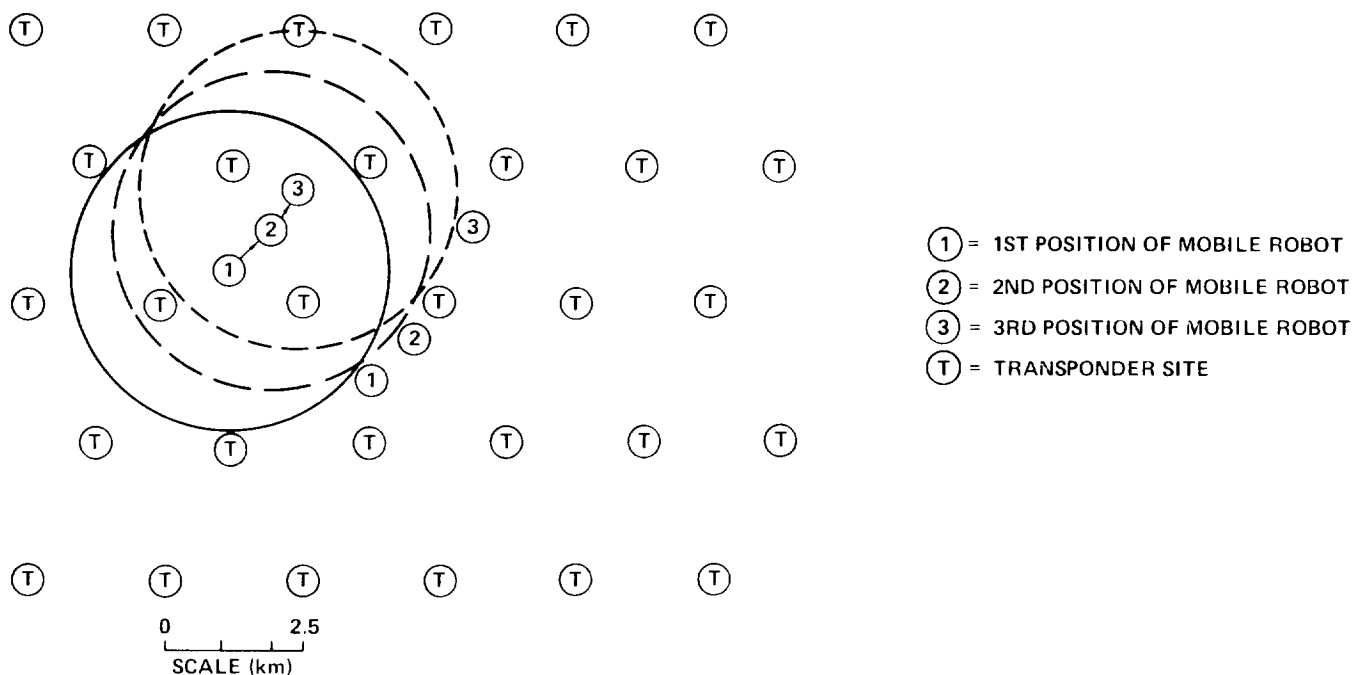 T T T T T T
T T T T T T
3
2 3
1
T T T T T T
2
1
T T T T T T
T T T T T T
0 2.5
SCALE (km)
1 = 1ST POSITION OF MOBILE ROBOT
2 = 2ND POSITION OF MOBILE ROBOT
3 = 3RD POSITION OF MOBILE ROBOT
T = TRANSPONDER SITE